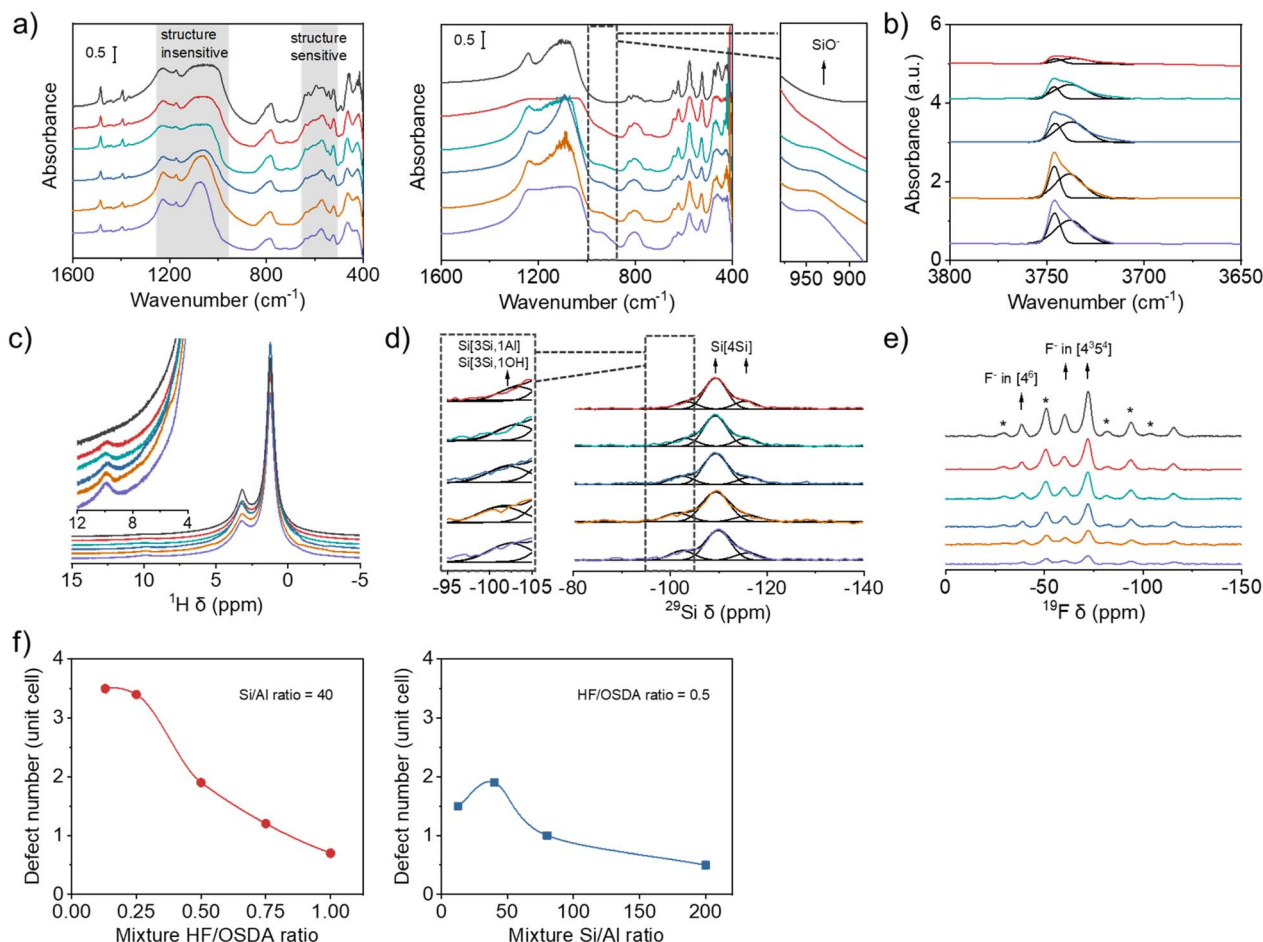 a)
0.5
structure
insensitive
structure
sensitive
Absorbance
1600
1200
800
400
Wavenumber (cm⁻¹)
0.5
SiO⁻
Absorbance
1600
1200
800
400
950
900
Wavenumber (cm⁻¹)
b)
Absorbance (a.u.)
6
4
2
0
3800
3750
3700
3650
Wavenumber (cm⁻¹)
c)
12
8
4
15
10
5
0
-5
¹H δ (ppm)
d)
Si[3Si,1Al]
Si[3Si,1OH]
Si[4Si]
-95
-100
-105
-80
-100
-120
-140
²⁹Si δ (ppm)
e)
F⁻ in [4³5⁴]
F⁻ in [4⁶]
* * * * *
0
-50
-100
-150
¹⁹F δ (ppm)
f)
Defect number (unit cell)
4
3
2
1
0
Si/Al ratio = 40
0.00
0.25
0.50
0.75
1.00
Mixture HF/OSDA ratio
Defect number (unit cell)
4
3
2
1
0
HF/OSDA ratio = 0.5
0
50
100
150
200
Mixture Si/Al ratio